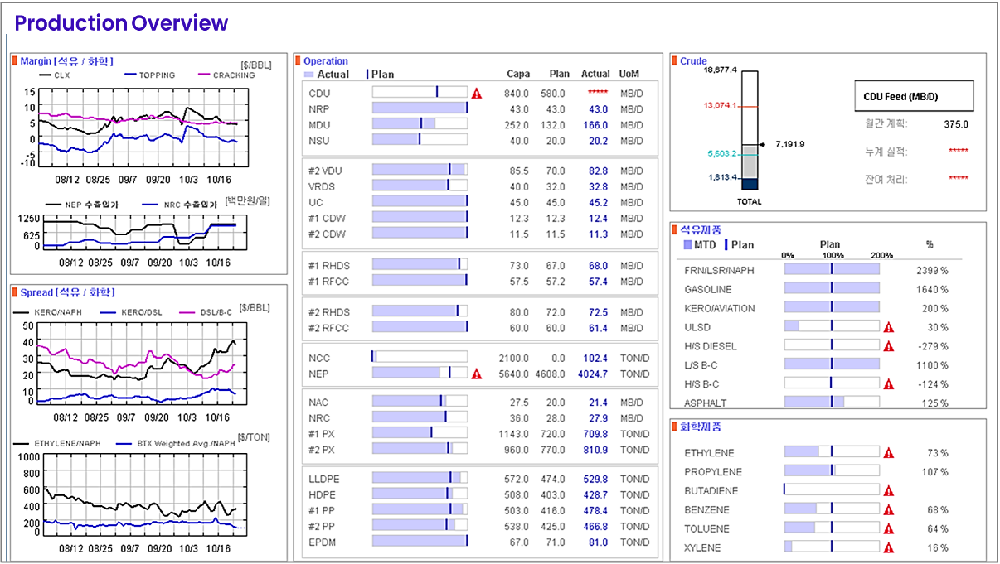 Production Overview
Margin [석유 / 화학]
[$/BBL]
CLX TOPPING CRACKING
15
10
5
0
-5
-10
08/12 08/25 09/7 09/20 10/3 10/16
NEP 수출입가 NRC 수출입가 [백만원/일]
1250
625
0
08/12 08/25 09/7 09/20 10/3 10/16
Spread [석유 / 화학]
[$/BBL]
KERO/NAPH KERO/DSL DSL/B-C
50
40
30
20
10
0
08/12 08/25 09/7 09/20 10/3 10/16
[$/TON]
ETHYLENE/NAPH BTX Weighted Avg./NAPH
1000
800
600
400
200
0
08/12 08/25 09/7 09/20 10/3 10/16
Operation
Actual Plan Capa Plan Actual UoM
CDU 840.0 580.0 ***** MB/D
NRP 43.0 43.0 43.0 MB/D
MDU 252.0 132.0 166.0 MB/D
NSU 40.0 20.0 20.2 MB/D
#2 VDU 85.5 70.0 82.8 MB/D
VRDS 40.0 32.0 32.8 MB/D
UC 45.0 45.0 45.2 MB/D
#1 CDW 12.3 12.3 12.4 MB/D
#2 CDW 11.5 11.5 11.3 MB/D
#1 RHDS 73.0 67.0 68.0 MB/D
#1 RFCC 57.5 57.2 57.4 MB/D
#2 RHDS 80.0 72.0 72.5 MB/D
#2 RFCC 60.0 60.0 61.4 MB/D
NCC 2100.0 0.0 102.4 TON/D
NEP 5640.0 4608.0 4024.7 TON/D
NAC 27.5 20.0 21.4 MB/D
NRC 36.0 28.0 27.9 MB/D
#1 PX 1143.0 720.0 709.8 TON/D
#2 PX 960.0 770.0 810.9 TON/D
LLDPE 572.0 474.0 529.8 TON/D
HDPE 508.0 403.0 428.7 TON/D
#1 PP 503.0 416.0 478.4 TON/D
#2 PP 538.0 425.0 466.8 TON/D
EPDM 67.0 71.0 81.0 TON/D
Crude
18,677.4
13,074.1
7,191.9
5,603.2
1,813.4
TOTAL
CDU Feed (MB/D)
월간 계획: 375.0
누계 실적: *****
잔여 처리: *****
석유제품
MTD Plan Plan %
0% 100% 200%
FRN/LSR/NAPH 2399 %
GASOLINE 1640 %
KERO/AVIATION 200 %
ULSD 30 %
H/S DIESEL -279 %
L/S B-C 1100 %
H/S B-C -124 %
ASPHALT 125 %
화학제품
ETHYLENE 73 %
PROPYLENE 107 %
BUTADIENE
BENZENE 68 %
TOLUENE 64 %
XYLENE 16 %